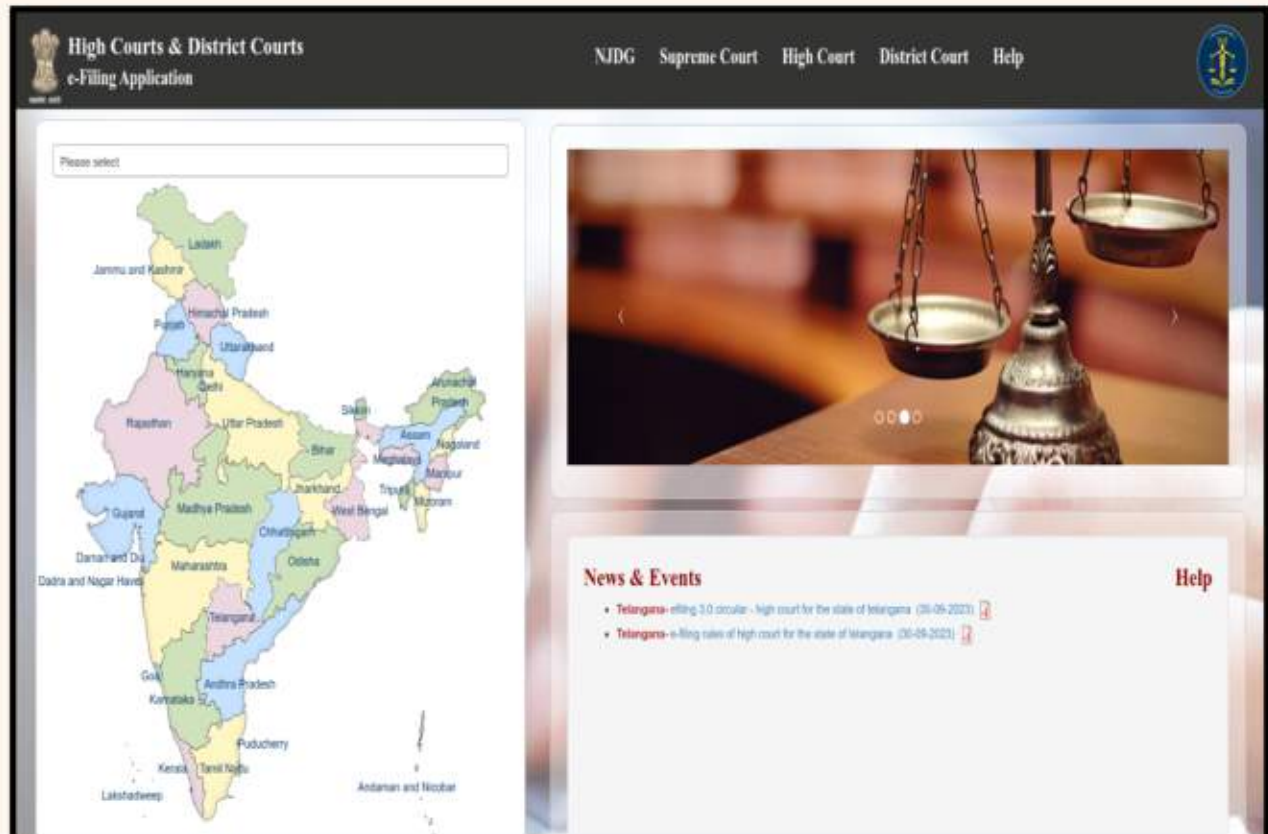 High Courts & District Courts
e-Filing Application
NJDG Supreme Court High Court District Court Help
Please select
Ladakh
Jammu and Kashmir
Himachal Pradesh
Punjab
Uttarakhand
Haryana
Delhi
Arunachal
Pradesh
Sikkim
Rajasthan
Uttar Pradesh
Assam
Nagaland
Bihar
Meghalaya
Manipur
Jharkhand
Tripura
Mizoram
Gujarat
Madhya Pradesh
West Bengal
Chhattisgarh
Daman and Diu
Maharashtra
Odisha
Dadra and Nagar Haveli
Telangana
Goa
Andhra Pradesh
Karnataka
Puducherry
Kerala
Tamil Nadu
Andaman and Nicobar
Lakshadweep
News & Events
Help
Telangana- efiling 3.0 circular - high court for the state of telangana (30-09-2023)
Telangana- e-filing rules of high court for the state of telangana (30-09-2023)